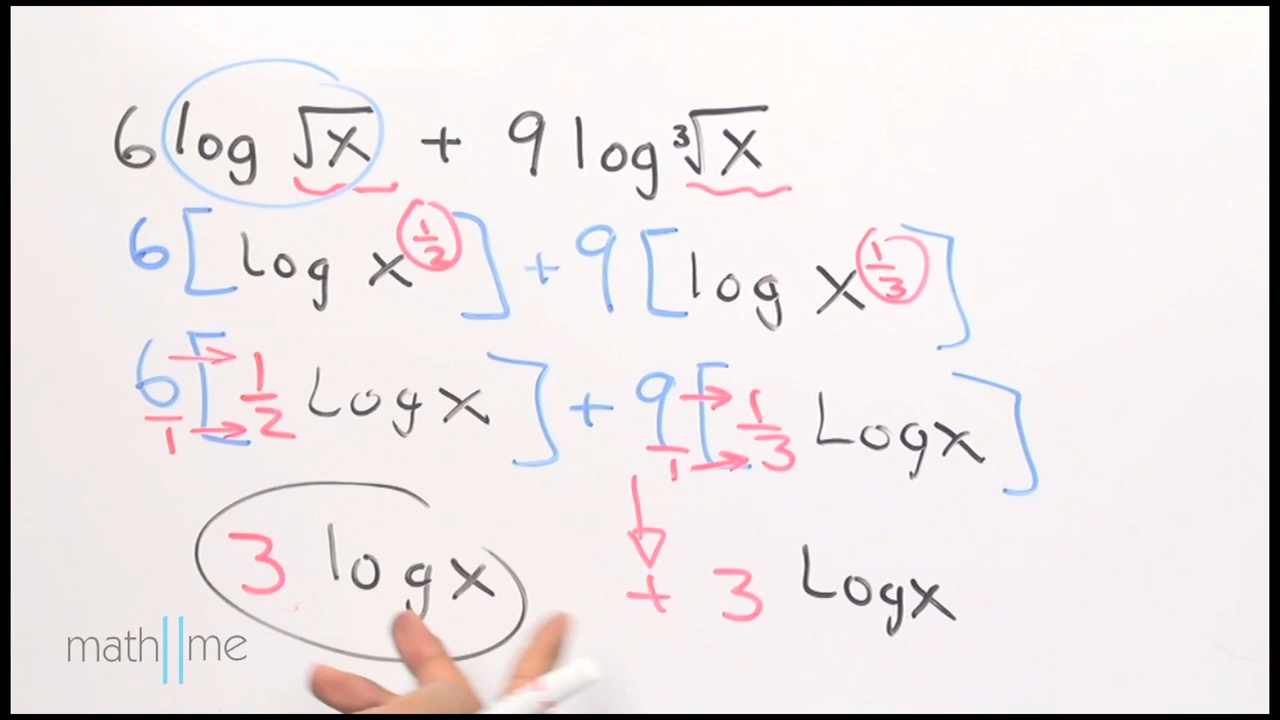 6 log √x + 9 log ³√x
6 [ log x^(1/2) ] + 9 [ log x^(1/3) ]
6/1 [ 1/2 Log x ] + 9/1 [ 1/3 Log x ]
3 log x + 3 Log x
math||me